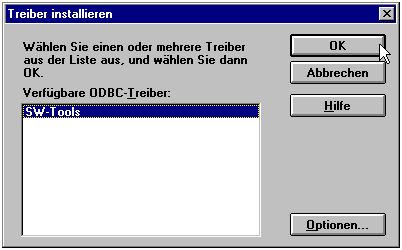 Treiber installieren
Wählen Sie einen oder mehrere Treiber
aus der Liste aus, und wählen Sie dann
OK.
Verfügbare ODBC-Treiber:
SW-Tools
OK
Abbrechen
Hilfe
Optionen...